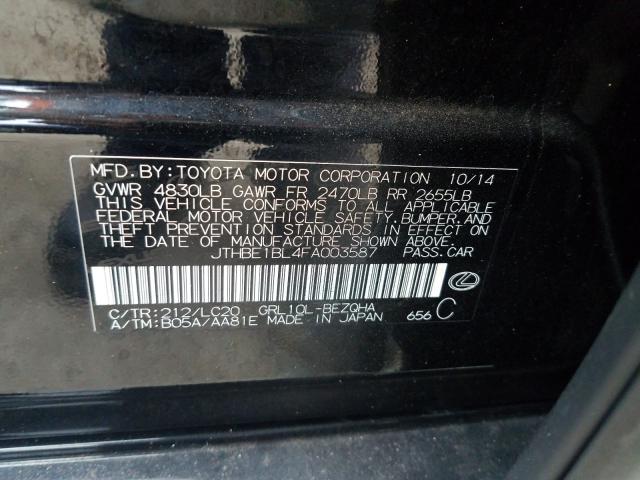 MFD. BY: TOYOTA MOTOR CORPORATION 10/14
GVWR 4830LB GAWR FR 2470LB RR 2655LB
THIS VEHICLE CONFORMS TO ALL APPLICABLE
FEDERAL MOTOR VEHICLE SAFETY, BUMPER, AND
THEFT PREVENTION STANDARDS IN EFFECT ON
THE DATE OF MANUFACTURE SHOWN ABOVE.
JTHBE1BL4FA003587 PASS. CAR
C/TR: 212/LC20 GRL10L-BEZQHA
A/TM: B05A/AA81E MADE IN JAPAN 656 C